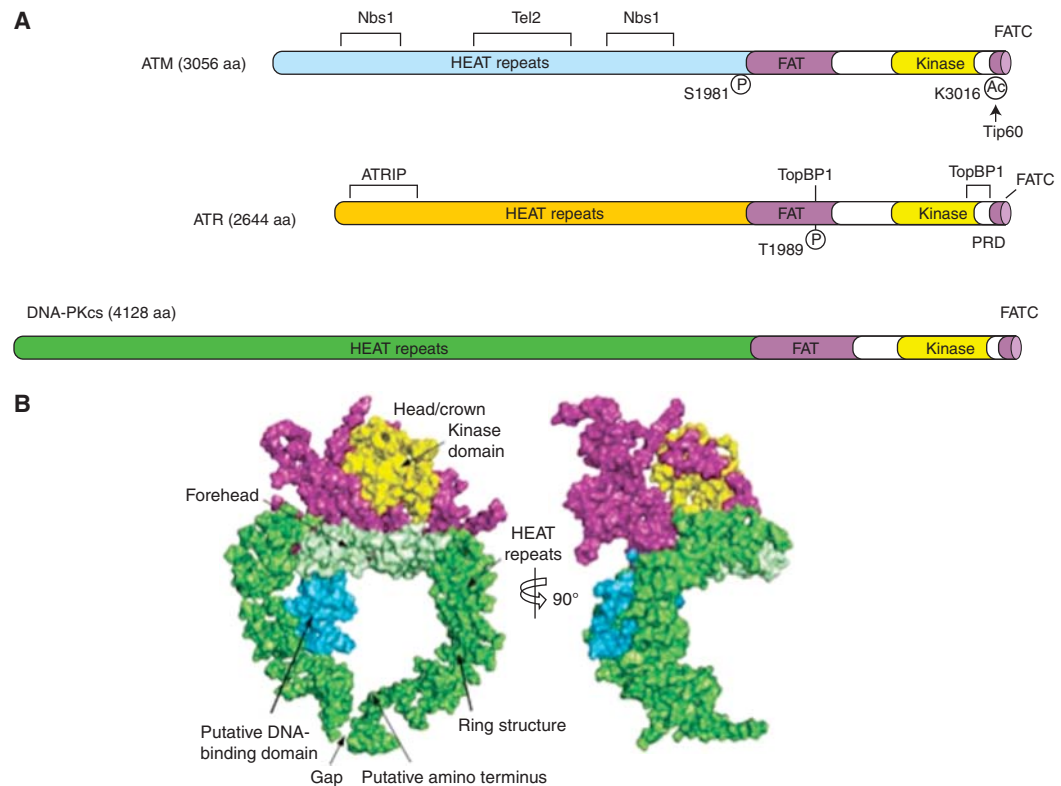 A
Nbs1
Tel2
Nbs1
FATC
ATM (3056 aa)
HEAT repeats
FAT
Kinase
S1981
P
K3016
Ac
Tip60
ATRIP
TopBP1
TopBP1
FATC
ATR (2644 aa)
HEAT repeats
FAT
Kinase
T1989
P
PRD
DNA-PKcs (4128 aa)
FATC
HEAT repeats
FAT
Kinase
B
Head/crown
Kinase
domain
Forehead
HEAT
repeats
90°
Putative DNA-
binding domain
Ring structure
Gap
Putative amino terminus